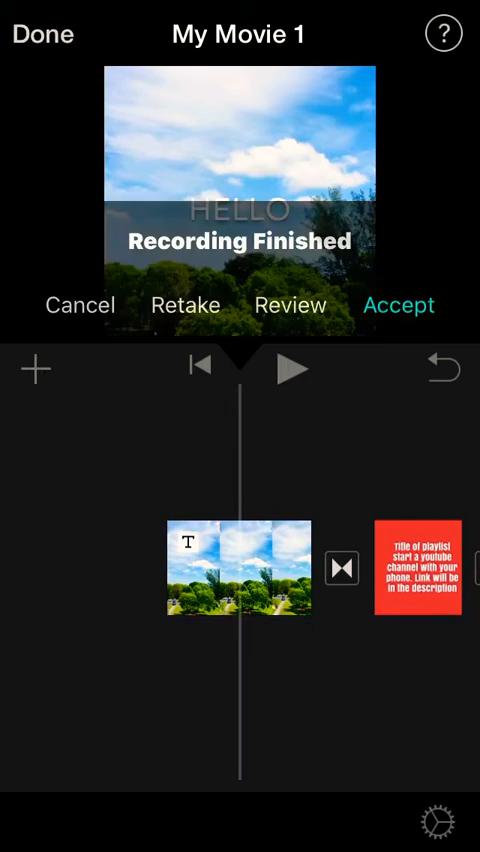 Done
My Movie 1
?
HELLO
Recording Finished
Cancel
Retake
Review
Accept
T
Title of playlist
start a youtube
channel with your
phone. Link will be
in the description